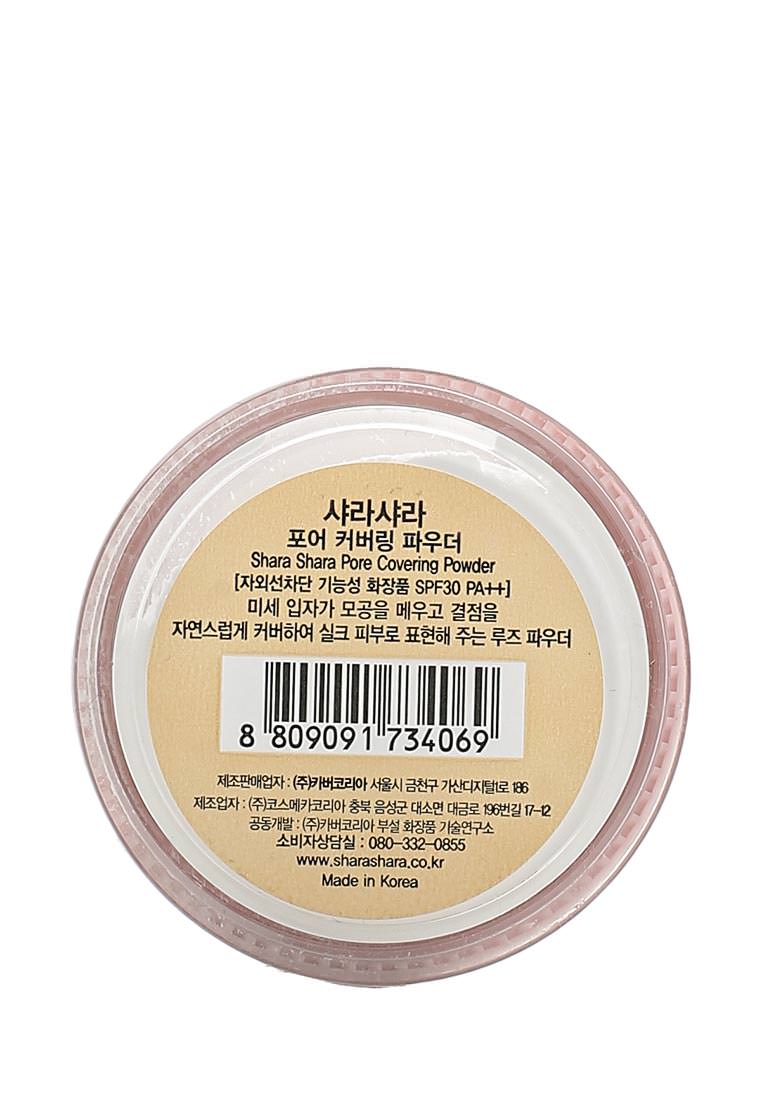 샤라샤라
포어 커버링 파우더
Shara Shara Pore Covering Powder
[자외선차단 기능성 화장품 SPF30 PA++]
미세 입자가 모공을 메우고 결점을
자연스럽게 커버하여 실크 피부로 표현해 주는 루즈 파우더
8 809091 734069
제조판매업자 : (주)카버코리아 서울시 금천구 가산디지털1로 186
제조업자 : (주)코스메카코리아 충북 음성군 대소면 대금로 196번길 17-12
공동개발 : (주)카버코리아 부설 화장품 기술연구소
소비자상담실 : 080-332-0855
www.sharashara.co.kr
Made in Korea